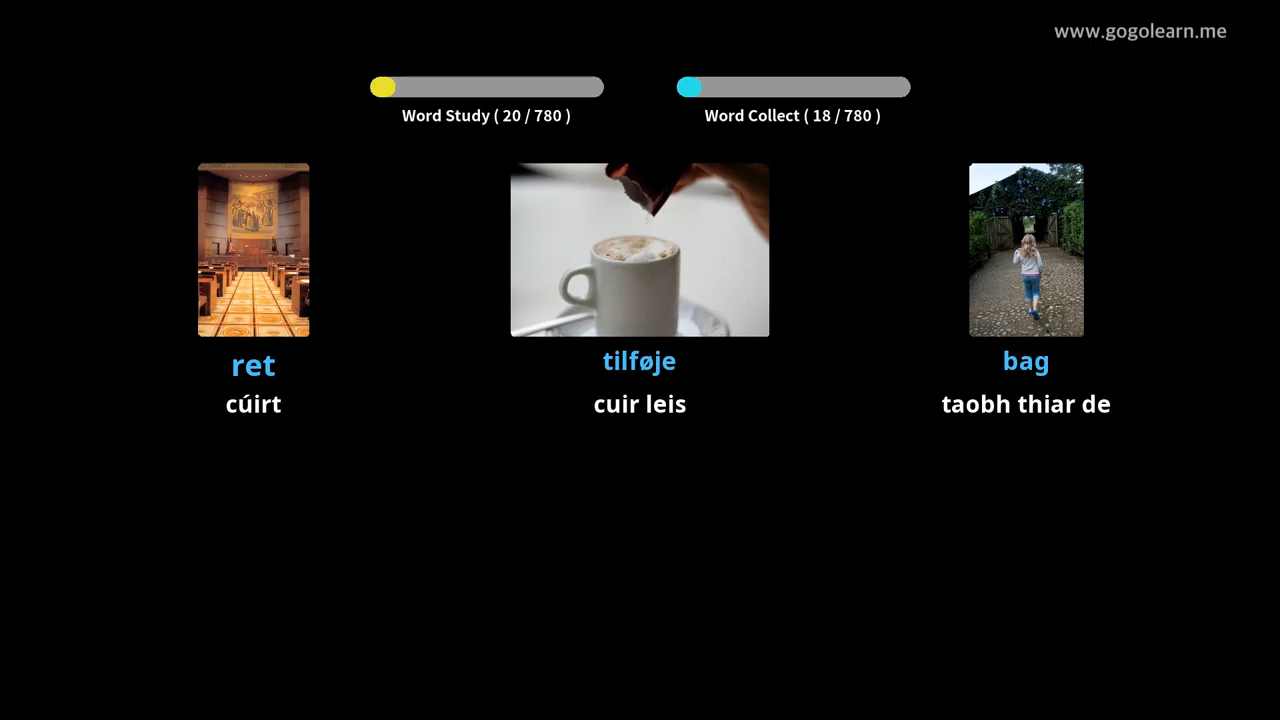 www.gogolearn.me
Word Study ( 20 / 780 )
Word Collect ( 18 / 780 )
ret
tilføje
bag
cúirt
cuir leis
taobh thiar de